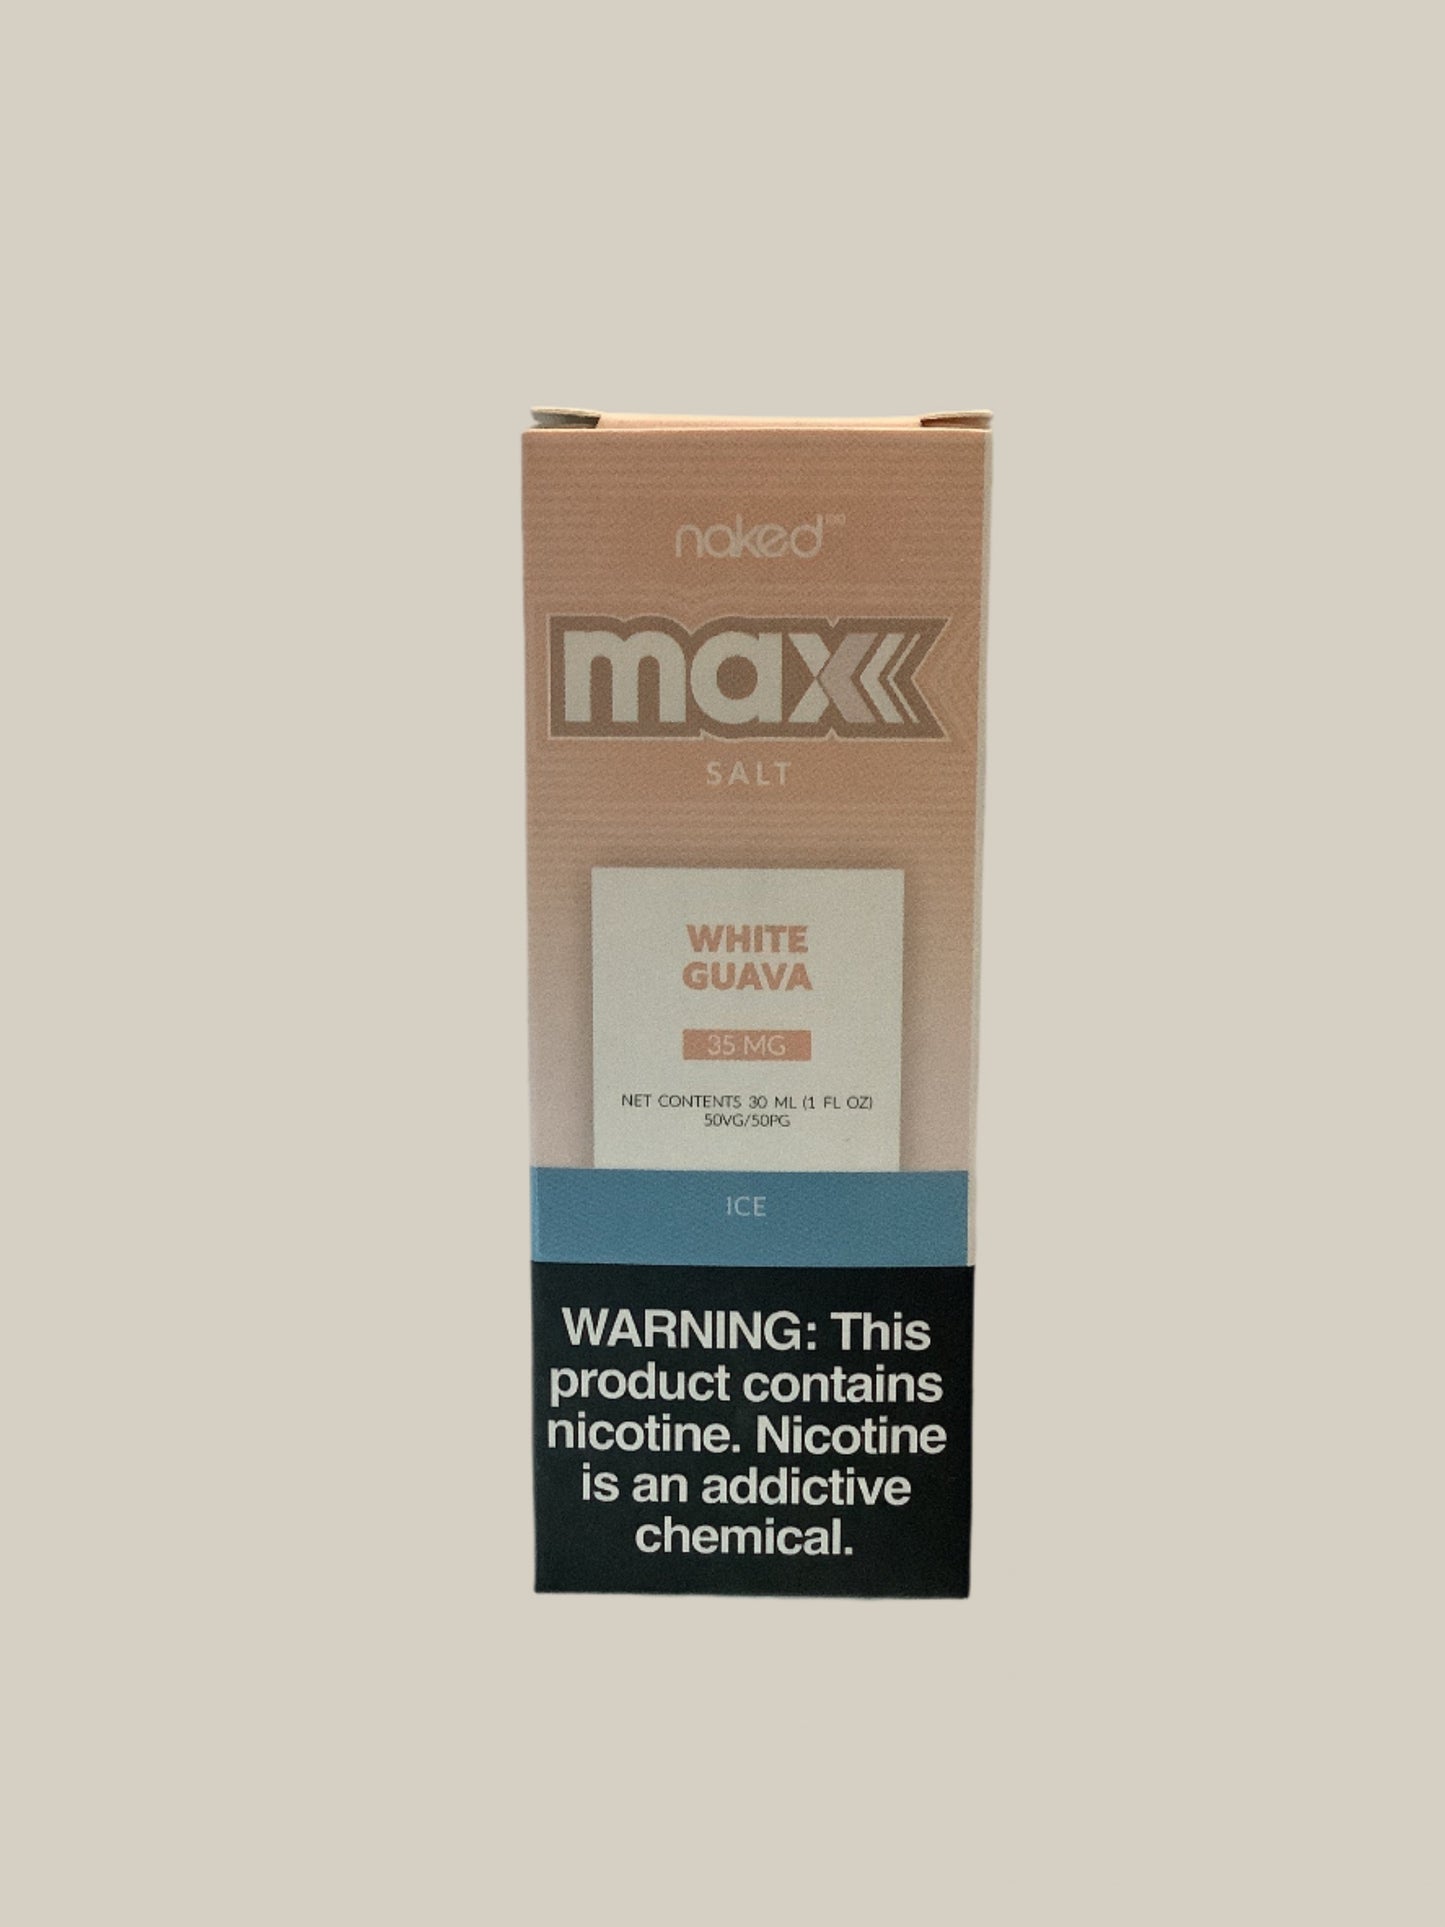 naked100
max
SALT
WHITE
GUAVA
35 MG
NET CONTENTS 30 ML (1 FL OZ)
50VG/50PG
ICE
WARNING: This
product contains
nicotine. Nicotine
is an addictive
chemical.